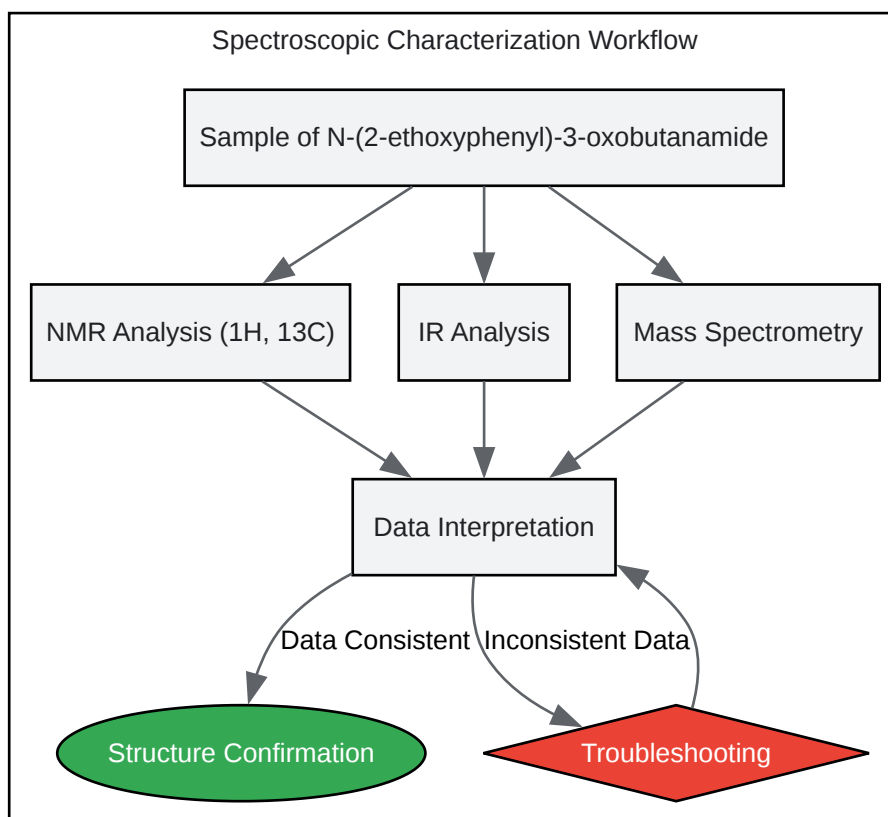 Spectroscopic Characterization Workflow
Sample of N-(2-ethoxyphenyl)-3-oxobutanamide
NMR Analysis (1H, 13C)
IR Analysis
Mass Spectrometry
Data Interpretation
Data Consistent
Inconsistent Data
Structure Confirmation
Troubleshooting